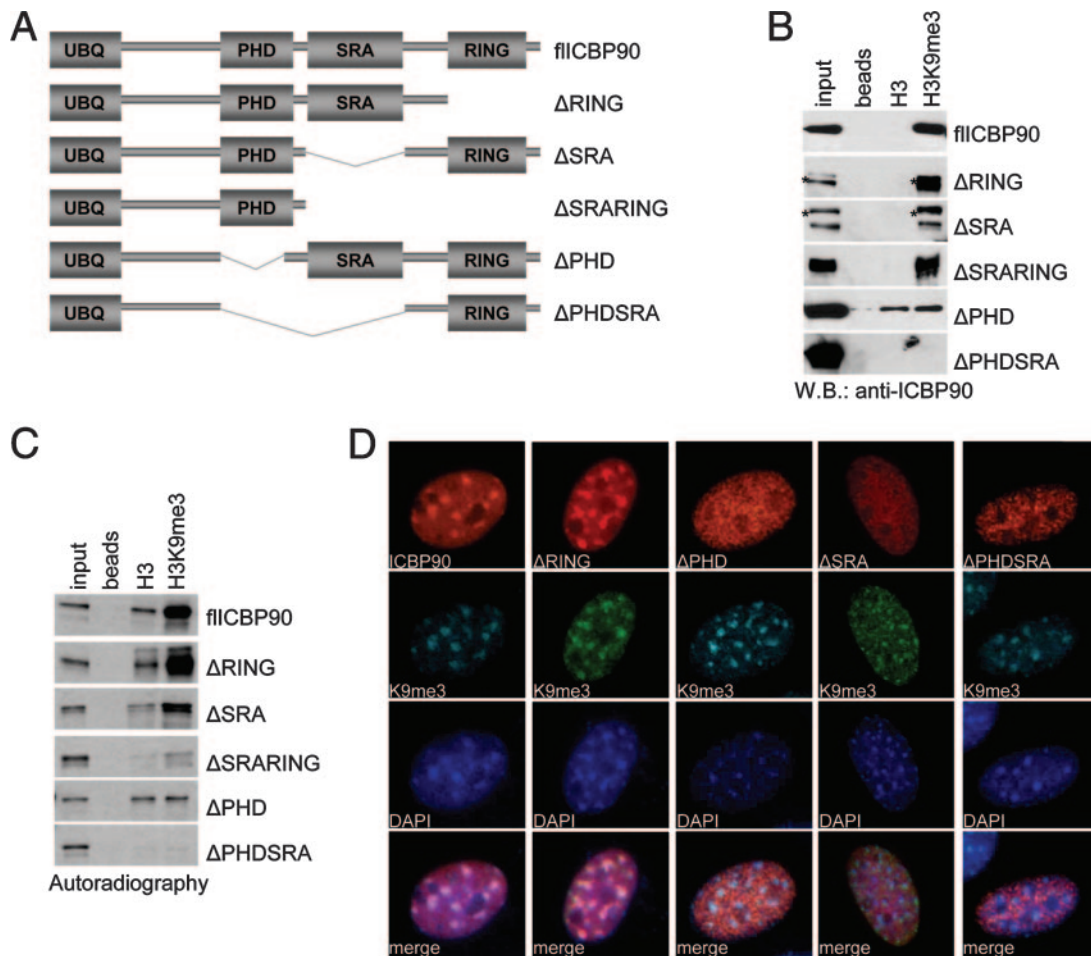 A
UBQ PHD SRA RING flICBP90
UBQ PHD SRA ΔRING
UBQ PHD RING ΔSRA
UBQ PHD ΔSRARING
UBQ SRA RING ΔPHD
UBQ RING ΔPHDSRA
B
input beads H3 H3K9me3
flICBP90
* * ΔRING
* * ΔSRA
ΔSRARING
ΔPHD
ΔPHDSRA
W.B.: anti-ICBP90
C
input beads H3 H3K9me3
flICBP90
ΔRING
ΔSRA
ΔSRARING
ΔPHD
ΔPHDSRA
Autoradiography
D
ICBP90 ΔRING ΔPHD ΔSRA ΔPHDSRA
K9me3 K9me3 K9me3 K9me3 K9me3
DAPI DAPI DAPI DAPI DAPI
merge merge merge merge merge